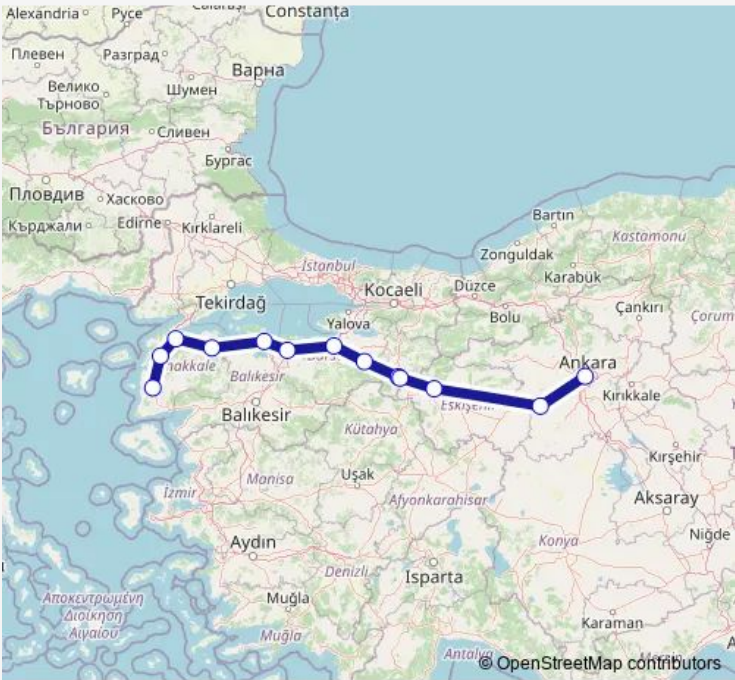 Constanța
Alexandria
Русе
Плевен
Разград
Варна
Велико
Търново
Шумен
България
Сливен
Бургас
Пловдив
Хасково
Кърджали
Edirne
Kırklareli
Bartın
Kastamonu
Zonguldak
İstanbul
Karabük
Tekirdağ
Kocaeli
Düzce
Bolu
Çankırı
Yalova
Çorum
Ankara
Balıkesir
Kırıkkale
Balıkesir
Kütahya
Kırşehir
Manisa
Uşak
Afyonkarahisar
Aksaray
İzmir
Niğde
Aydın
Konya
Denizli
Isparta
Αποκεντρωμένη
Διοίκηση
Αιγαίου
Muğla
Karaman
Muğla
Antalya
Mersin
© OpenStreetMap contributors